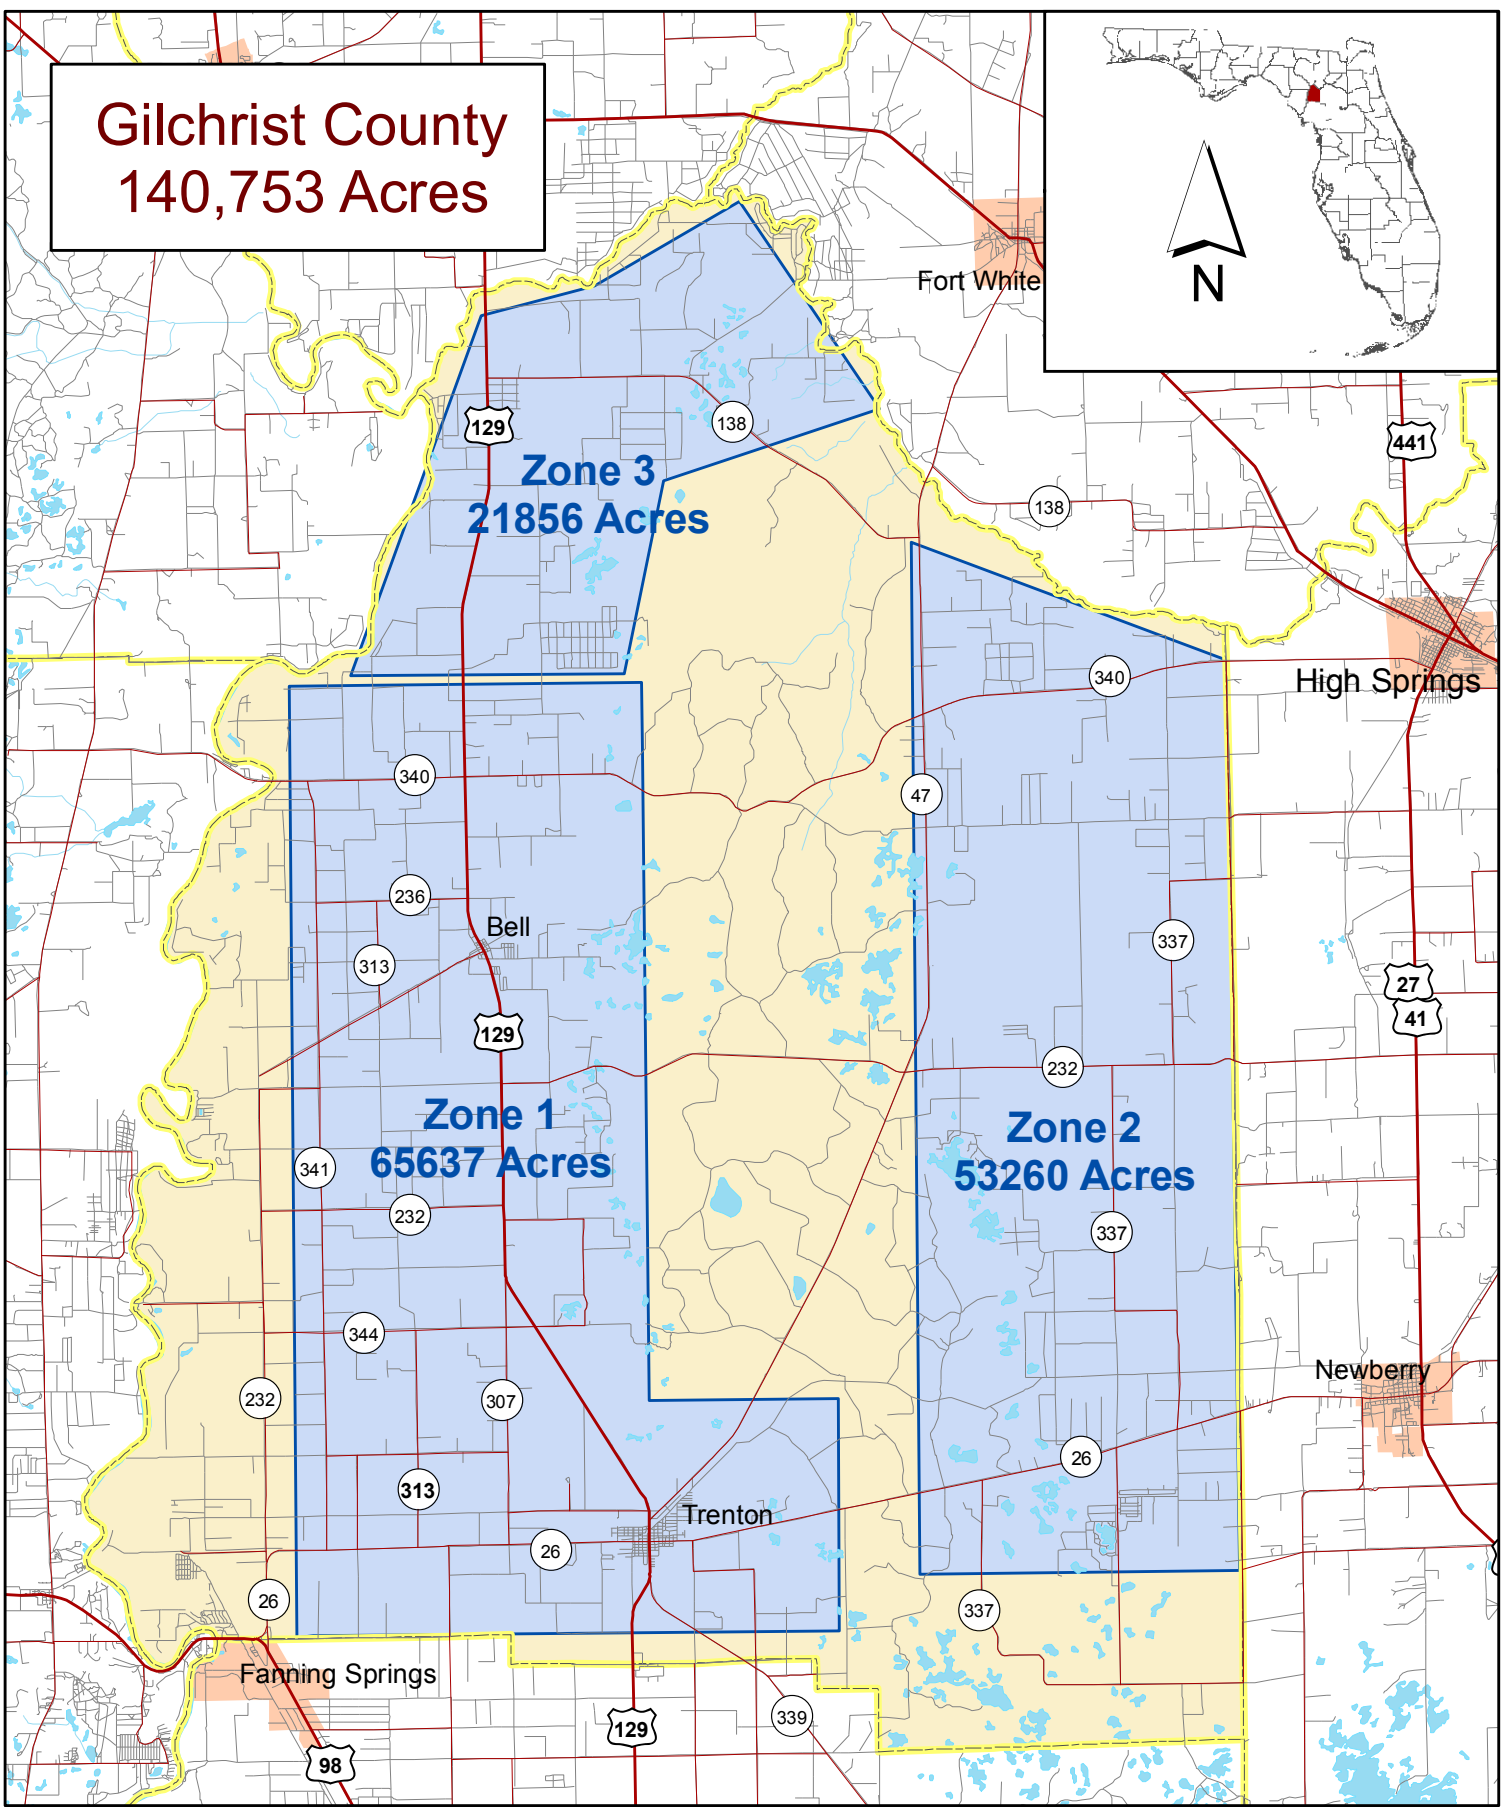 Gilchrist County
140,753 Acres
N
Fort White
129
138
441
Zone 3
21856 Acres
138
340
High Springs
340
47
236
Bell
313
337
27
129
41
232
Zone 1
65637 Acres
Zone 2
53260 Acres
341
232
337
344
Newberry
232
307
26
313
Trenton
26
26
337
Fanning Springs
339
129
98